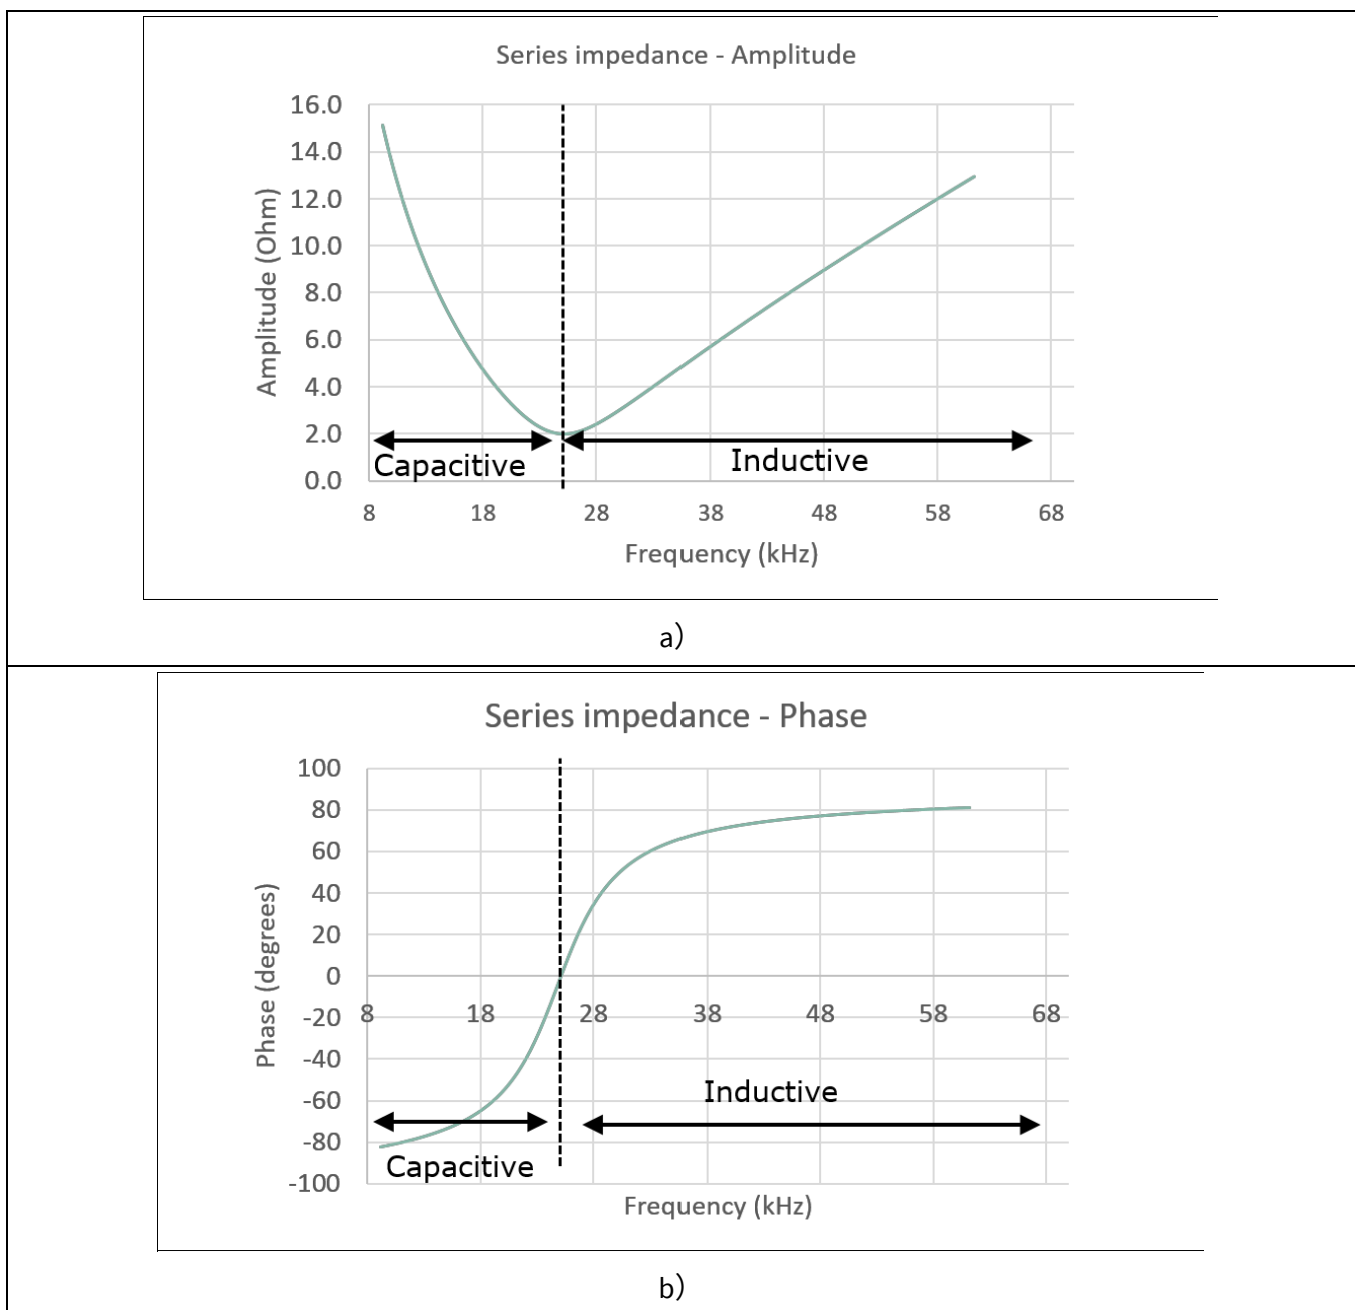 Series impedance - Amplitude
16.0
14.0
12.0
10.0
8.0
6.0
4.0
2.0
0.0
Amplitude (Ohm)
Capacitive
Inductive
8 18 28 38 48 58 68
Frequency (kHz)
a)
Series impedance - Phase
100
80
60
40
20
0
-20
-40
-60
-80
-100
Phase (degrees)
8 18 28 38 48 58 68
Inductive
Capacitive
Frequency (kHz)
b)